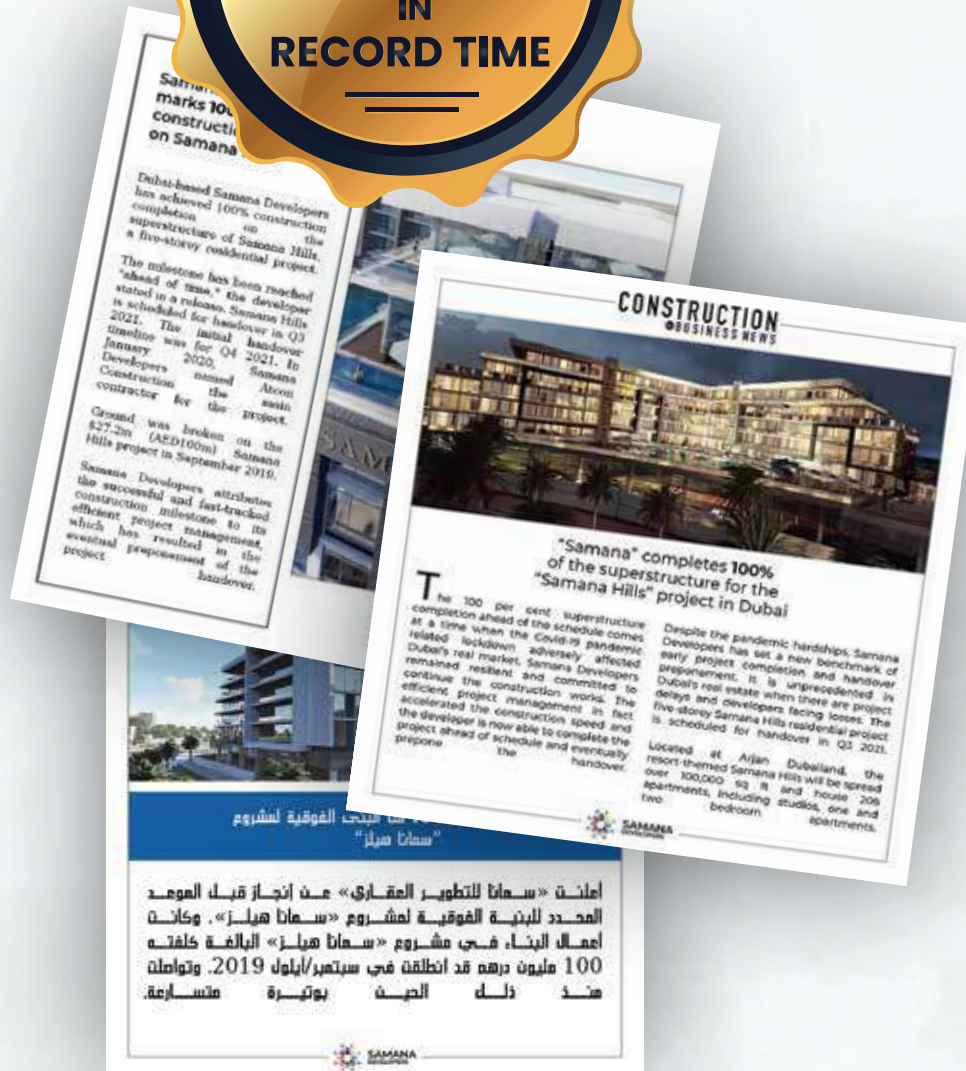 IN
RECORD TIME
marks
constructi
on Samana
Dubai-based Samana Developers
has achieved 100% construction
completion on the
superstructure of Samana Hills,
a five-storey residential project.
The milestone has been reached
"ahead of time," the developer
stated in a release. Samana Hills
is scheduled for handover in Q3
2021. The initial handover
timeline was for Q4 2021. In
January 2020, Samana
Developers named Atcon
Construction the main
contractor for the project.
Ground was broken on the
$27.2m (AED100m) Samana
Hills project in September 2019.
Samana Developers attributes
the successful and fast-tracked
construction milestone to its
efficient project management,
which has resulted in the
eventual preponement of the
project handover.
SAM
CONSTRUCTION
BUSINESS NEWS
"Samana" completes 100%
of the superstructure for the
"Samana Hills" project in Dubai
The 100 per cent superstructure
completion ahead of the schedule comes
at a time when the Covid-19 pandemic
related lockdown adversely affected
Dubai's real market. Samana Developers
remained resilient and committed to
continue the construction works. The
efficient project management in fact
accelerated the construction speed and
the developer is now able to complete the
project ahead of schedule and eventually
prepone the handover.
Despite the pandemic hardships, Samana
Developers has set a new benchmark of
early project completion and handover
preponement. It is unprecedented in
Dubai's real estate when there are project
delays and developers facing losses. The
five-storey Samana Hills residential project
is scheduled for handover in Q3 2021.
Located at Arjan Dubailand, the
resort-themed Samana Hills will be spread
over 100,000 sq ft and house 206
apartments, including studios, one and
two bedroom apartments.
SAMANA
DEVELOPERS
الفوقية لمشروع
"سمانا هيلز"
أعلنت «سمانا للتطوير العقاري» عن إنجاز قبل الموعد
المحدد للبنية الفوقية لمشروع «سمانا هيلز». وكانت
أعمال البناء في مشروع «سمانا هيلز» البالغة كلفته
100 مليون درهم قد انطلقت في سبتمبر/أيلول 2019. وتواصلت
منذ ذلك الحين بوتيرة متسارعة.
SAMANA
DEVELOPERS